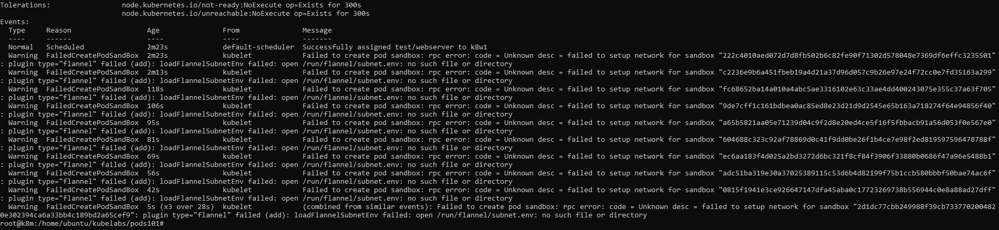 Tolerations:                 node.kubernetes.io/not-ready:NoExecute op=Exists for 300s
                             node.kubernetes.io/unreachable:NoExecute op=Exists for 300s
Events:
  Type     Reason                  Age                From               Message
  ----     ------                  ----               ----               -------
  Normal   Scheduled               2m23s              default-scheduler  Successfully assigned test/webserver to k8w1
  Warning  FailedCreatePodSandBox  2m23s              kubelet            Failed to create pod sandbox: rpc error: code = Unknown desc = failed to setup network for sandbox "222c4010aed072d7d8fb502b6c82fe90f71302d578048e7369df6effc3235501"
: plugin type="flannel" failed (add): loadFlannelSubnetEnv failed: open /run/flannel/subnet.env: no such file or directory
  Warning  FailedCreatePodSandBox  2m13s              kubelet            Failed to create pod sandbox: rpc error: code = Unknown desc = failed to setup network for sandbox "c2236e9b6a451fbeb19a4d21a37d96d057c9b26e97e24f72cc0e7fd35163a299"
: plugin type="flannel" failed (add): loadFlannelSubnetEnv failed: open /run/flannel/subnet.env: no such file or directory
  Warning  FailedCreatePodSandBox  118s               kubelet            Failed to create pod sandbox: rpc error: code = Unknown desc = failed to setup network for sandbox "fc68652ba14a010a4abc5ae3316102e63c33ae4dd400243075e355c37a63f705"
: plugin type="flannel" failed (add): loadFlannelSubnetEnv failed: open /run/flannel/subnet.env: no such file or directory
  Warning  FailedCreatePodSandBox  106s               kubelet            Failed to create pod sandbox: rpc error: code = Unknown desc = failed to setup network for sandbox "9de7cff1c161bdbea0ac85ed8e23d21d9d2545e65b163a718274f64e94856f40"
: plugin type="flannel" failed (add): loadFlannelSubnetEnv failed: open /run/flannel/subnet.env: no such file or directory
  Warning  FailedCreatePodSandBox  95s                kubelet            Failed to create pod sandbox: rpc error: code = Unknown desc = failed to setup network for sandbox "a65b5821aa05e71239d04c9f2d8e20ed4ce5f16f5fbbacb91a56d053f0e567e0"
: plugin type="flannel" failed (add): loadFlannelSubnetEnv failed: open /run/flannel/subnet.env: no such file or directory
  Warning  FailedCreatePodSandBox  81s                kubelet            Failed to create pod sandbox: rpc error: code = Unknown desc = failed to setup network for sandbox "604688c323c92af78869d0c41f9dd0be26f1b4ce7e98f2ed819597596478788f"
: plugin type="flannel" failed (add): loadFlannelSubnetEnv failed: open /run/flannel/subnet.env: no such file or directory
  Warning  FailedCreatePodSandBox  69s                kubelet            Failed to create pod sandbox: rpc error: code = Unknown desc = failed to setup network for sandbox "ec6aa183f4d025a2bd3272d6bc321f8cf84f3906f33880b0686f47a96e5488b1"
: plugin type="flannel" failed (add): loadFlannelSubnetEnv failed: open /run/flannel/subnet.env: no such file or directory
  Warning  FailedCreatePodSandBox  56s                kubelet            Failed to create pod sandbox: rpc error: code = Unknown desc = failed to setup network for sandbox "adc51ba319e30a37025389115c53d6b4d82199f75b1ccb580bbbf50bae74ac6f"
: plugin type="flannel" failed (add): loadFlannelSubnetEnv failed: open /run/flannel/subnet.env: no such file or directory
  Warning  FailedCreatePodSandBox  42s                kubelet            Failed to create pod sandbox: rpc error: code = Unknown desc = failed to setup network for sandbox "0815f1941e3ce926647147dfa45aba0c17723269738b556944c0e8a88ad27dff"
: plugin type="flannel" failed (add): loadFlannelSubnetEnv failed: open /run/flannel/subnet.env: no such file or directory
  Warning  FailedCreatePodSandBox  5s (x3 over 28s)  kubelet            (combined from similar events): Failed to create pod sandbox: rpc error: code = Unknown desc = failed to setup network for sandbox "2d1dc77cbb249988f39cb733770200482
0e302394ca6a33bb4c189bd2a65cef9": plugin type="flannel" failed (add): loadFlannelSubnetEnv failed: open /run/flannel/subnet.env: no such file or directory
root@k8m:/home/ubuntu/kubelabs/pods101#